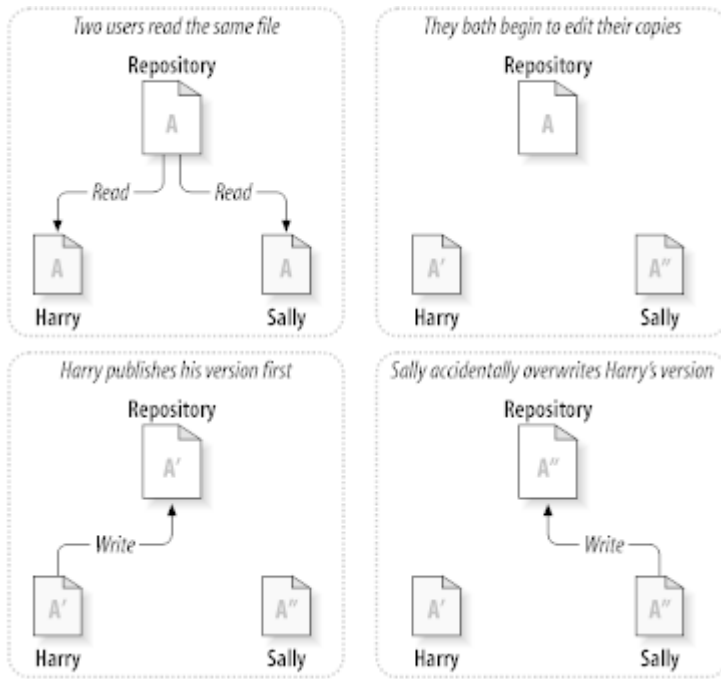 Two users read the same file
Repository
A
Read
Read
A
A
Harry
Sally
They both begin to edit their copies
Repository
A
A′
A″
Harry
Sally
Harry publishes his version first
Repository
A′
Write
A′
A″
Harry
Sally
Sally accidentally overwrites Harry's version
Repository
A″
Write
A′
A″
Harry
Sally